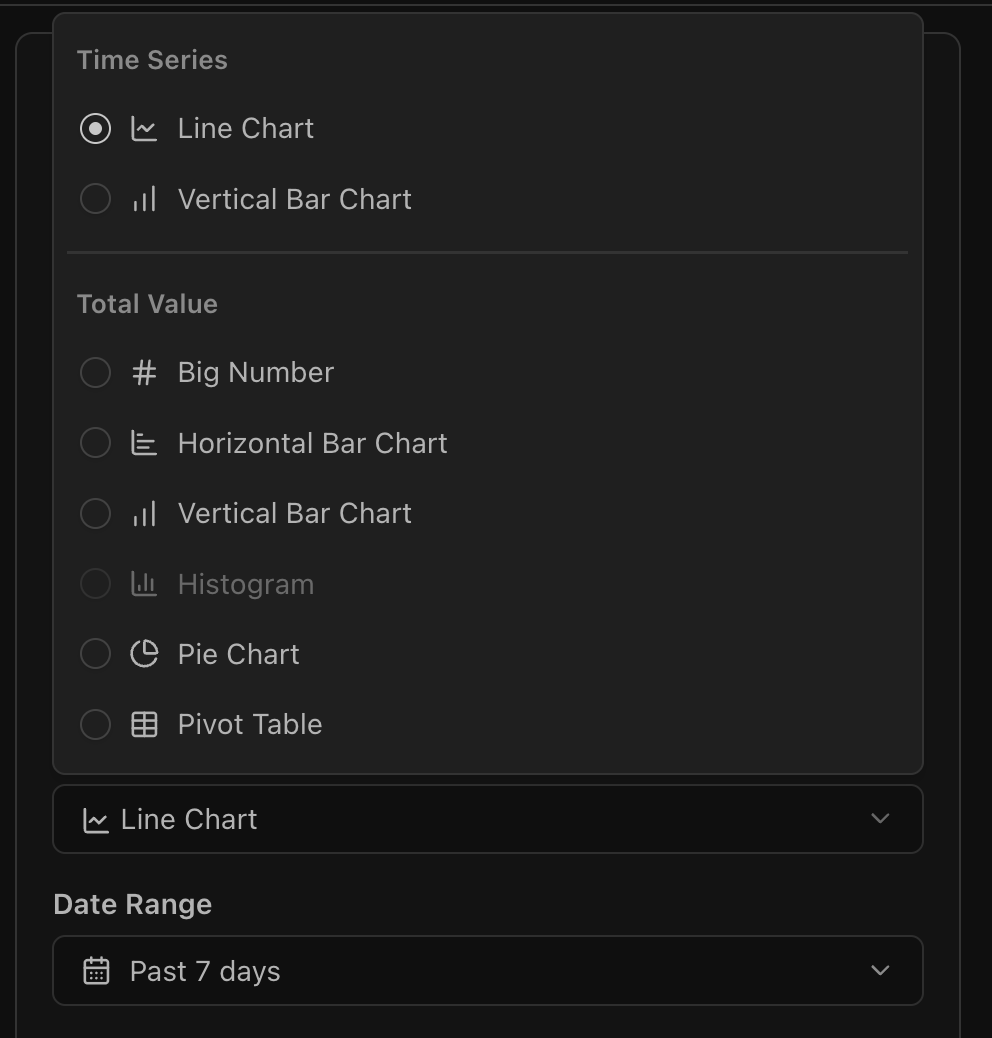 Time Series
Line Chart
Vertical Bar Chart
Total Value
Big Number
Horizontal Bar Chart
Vertical Bar Chart
Histogram
Pie Chart
Pivot Table
Line Chart
Date Range
Past 7 days